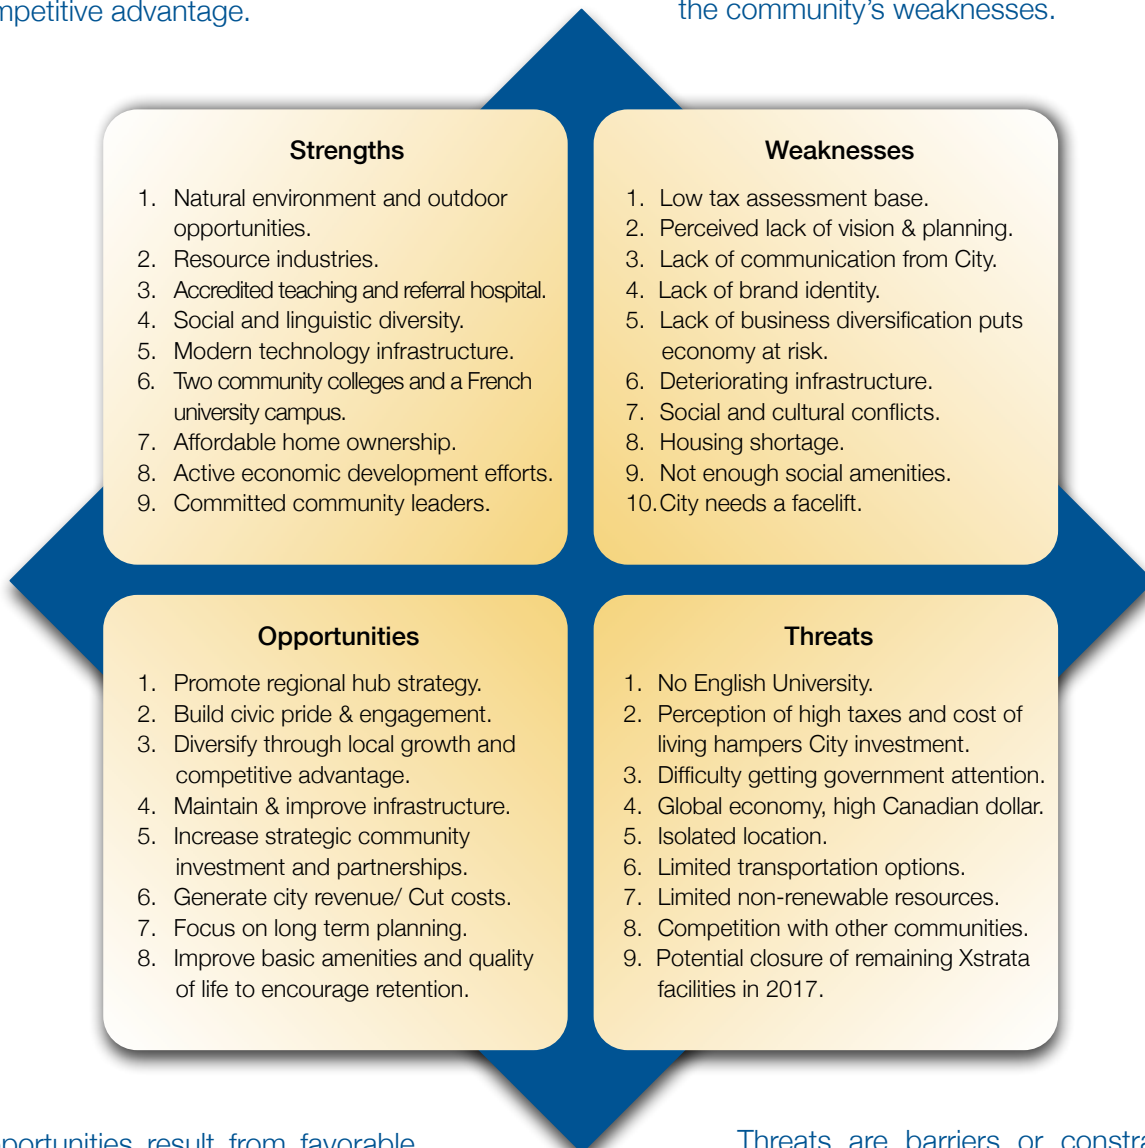 mpetitive advantage.
the community's weaknesses.
Strengths
1. Natural environment and outdoor
opportunities.
2. Resource industries.
3. Accredited teaching and referral hospital.
4. Social and linguistic diversity.
5. Modern technology infrastructure.
6. Two community colleges and a French
university campus.
7. Affordable home ownership.
8. Active economic development efforts.
9. Committed community leaders.
Weaknesses
1. Low tax assessment base.
2. Perceived lack of vision & planning.
3. Lack of communication from City.
4. Lack of brand identity.
5. Lack of business diversification puts
economy at risk.
6. Deteriorating infrastructure.
7. Social and cultural conflicts.
8. Housing shortage.
9. Not enough social amenities.
10.City needs a facelift.
Opportunities
1. Promote regional hub strategy.
2. Build civic pride & engagement.
3. Diversify through local growth and
competitive advantage.
4. Maintain & improve infrastructure.
5. Increase strategic community
investment and partnerships.
6. Generate city revenue/ Cut costs.
7. Focus on long term planning.
8. Improve basic amenities and quality
of life to encourage retention.
Threats
1. No English University.
2. Perception of high taxes and cost of
living hampers City investment.
3. Difficulty getting government attention.
4. Global economy, high Canadian dollar.
5. Isolated location.
6. Limited transportation options.
7. Limited non-renewable resources.
8. Competition with other communities.
9. Potential closure of remaining Xstrata
facilities in 2017.
portunities result from favorable
Threats are barriers or constra